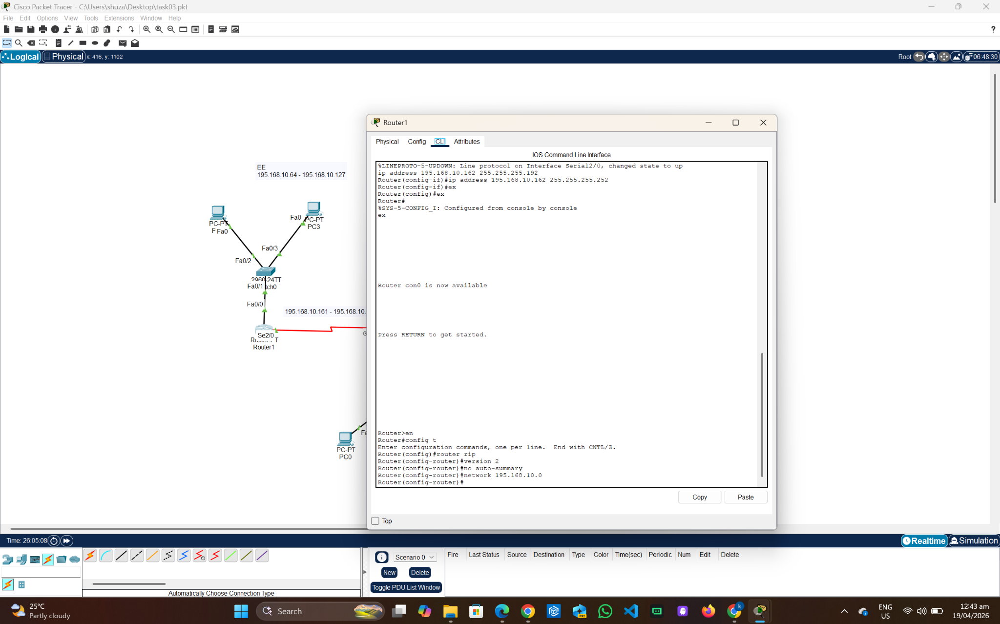 Cisco Packet Tracer - C:\Users\shuza\Desktop\task03.pkt
File Edit Options View Tools Extensions Window Help
?
Logical Physical x: 416, y: 1102
Root 06:48:30
Router1
Physical Config CLI Attributes
IOS Command Line Interface
%LINEPROTO-5-UPDOWN: Line protocol on Interface Serial2/0, changed state to up
ip address 195.168.10.162 255.255.255.192
Router(config-if)#ip address 195.168.10.162 255.255.255.252
Router(config-if)#ex
Router(config)#ex
Router#
%SYS-5-CONFIG_I: Configured from console by console
ex
Router con0 is now available
Press RETURN to get started.
Router>en
Router#config t
Enter configuration commands, one per line. End with CNTL/Z.
Router(config)#router rip
Router(config-router)#version 2
Router(config-router)#no auto-summary
Router(config-router)#network 195.168.10.0
Router(config-router)#
Copy Paste
Top
EE
195.168.10.64 - 195.168.10.127
PC-PT
Fa0
Fa0
PC-PT
PC3
Fa0/3
Fa0/2
24TT
Fa0/1
Fa0/0
195.168.10.161 - 195.168.10.
Se2/0
Router1
PC-PT
PC0
Time: 26:05:08
Realtime Simulation
Scenario 0
New Delete
Toggle PDU List Window
Fire Last Status Source Destination Type Color Time(sec) Periodic Num Edit Delete
Automatically Choose Connection Type
25°C
Partly cloudy
Search
PRE
k
ENG
US
12:43 am
19/04/2026